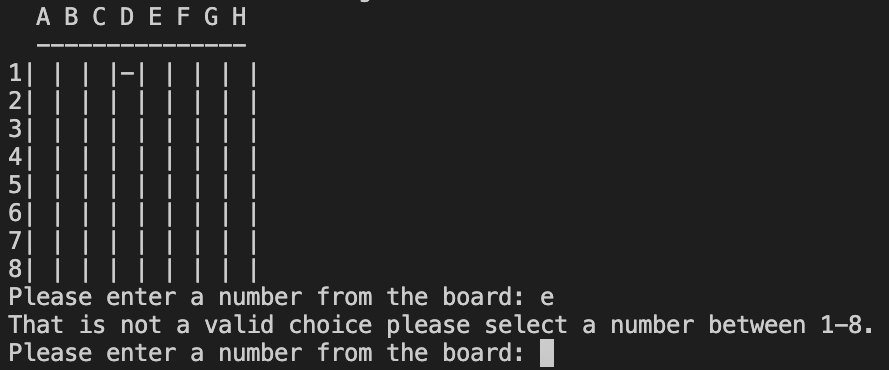 A B C D E F G H
  ---------------
1| | | |-| | | | |
2| | | | | | | | |
3| | | | | | | | |
4| | | | | | | | |
5| | | | | | | | |
6| | | | | | | | |
7| | | | | | | | |
8| | | | | | | | |
Please enter a number from the board: e
That is not a valid choice please select a number between 1-8.
Please enter a number from the board: